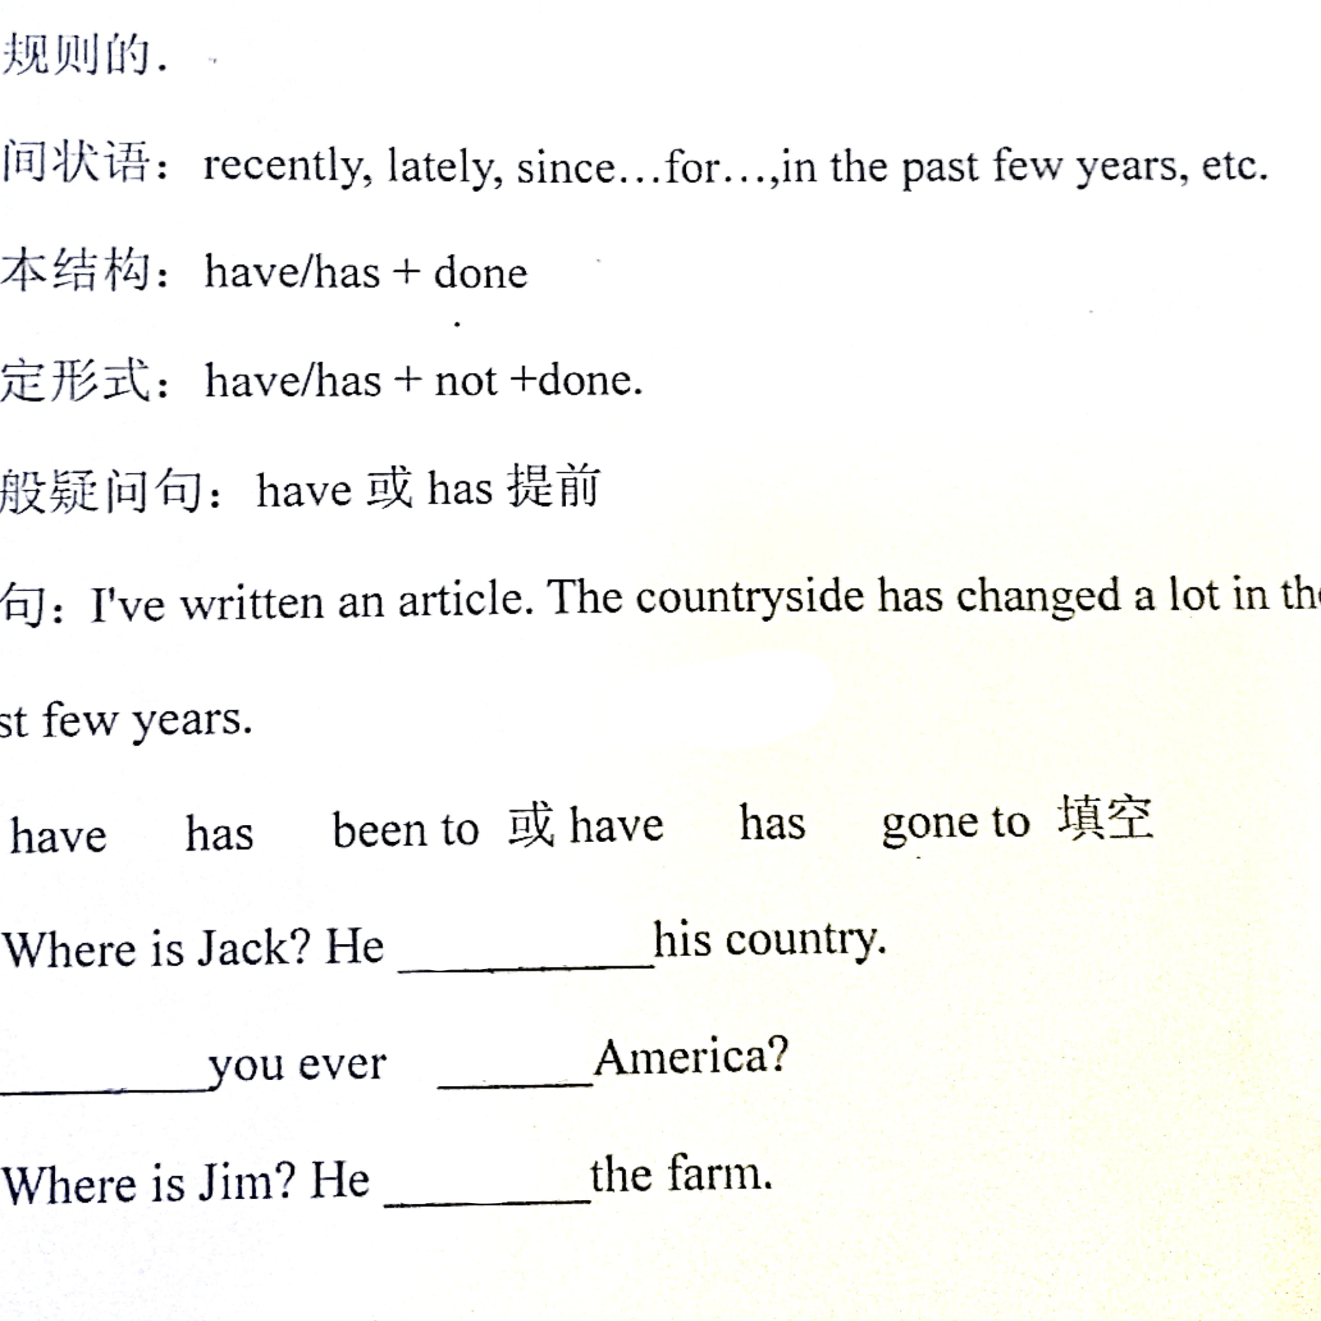 规则的.
间状语： recently, lately, since…for…,in the past few years, etc.
本结构： have/has + done
定形式： have/has + not +done.
般疑问句： have 或 has 提前
句：I've written an article. The countryside has changed a lot in the
st few years.
have has been to 或 have has gone to 填空
Where is Jack? He __________his country.
________you ever ______America?
Where is Jim? He ________the farm.